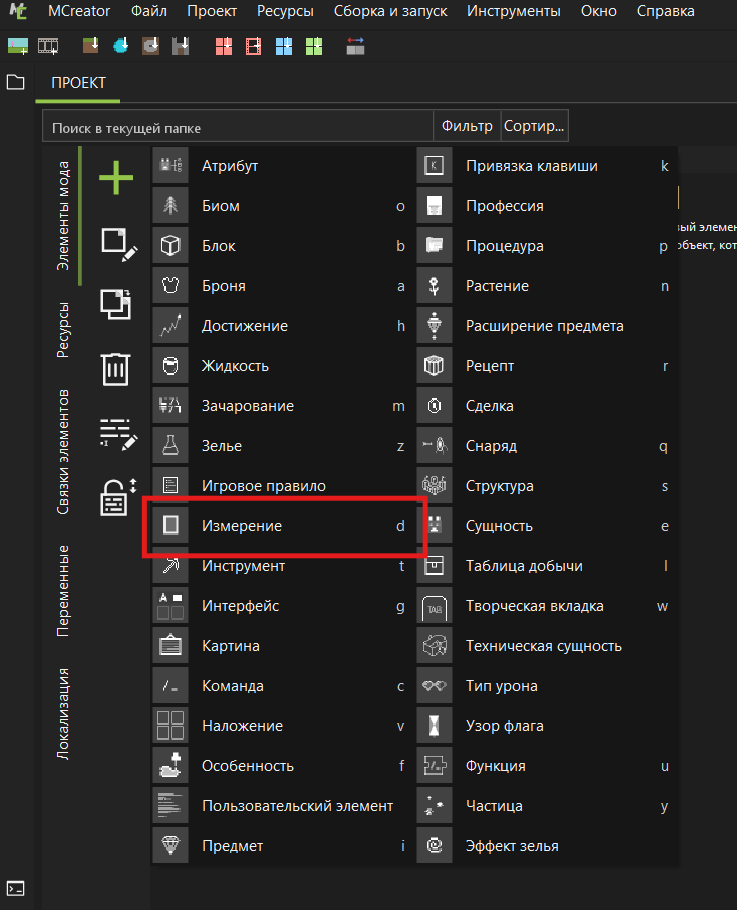 MCreator Файл Проект Ресурсы Сборка и запуск Инструменты Окно Справка
ПРОЕКТ
Поиск в текущей папке Фильтр Сортир...
Элементы мода
Ресурсы
Связки элементов
Переменные
Локализация
Атрибут
Биом o
Блок b
Броня a
Достижение h
Жидкость
Зачарование m
Зелье z
Игровое правило
Измерение d
Инструмент t
Интерфейс g
Картина
Команда c
Наложение v
Особенность f
Пользовательский элемент
Предмет i
Привязка клавиши k
Профессия
Процедура p
Растение n
Расширение предмета
Рецепт r
Сделка
Снаряд q
Структура s
Сущность e
Таблица добычи l
Творческая вкладка w
Техническая сущность
Тип урона
Узор флага
Функция u
Частица y
Эффект зелья
K
A
TAB
вый элемен
объект, кот